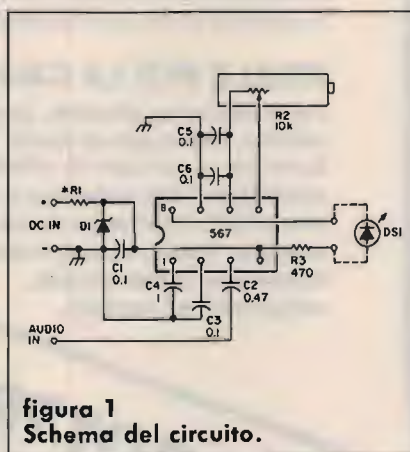 R2
10k
C5
0.1
C6
0.1
*R1
+
DC IN
-
D1
C1
0.1
8
567
1
C4
1
C3
0.1
C2
0.47
R3
470
DS1
AUDIO
IN
figura 1
Schema del circuito.